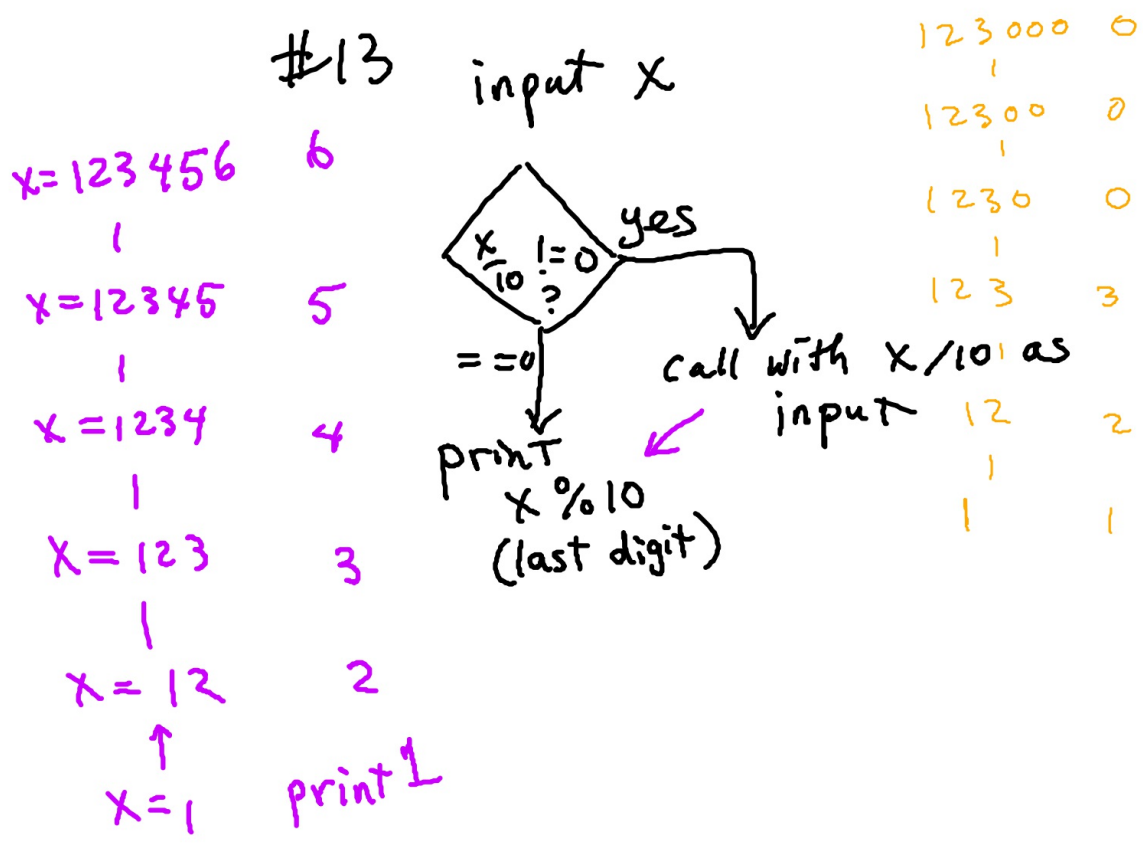 #13
input x
x=123456 6
|
x=12345 5
|
x=1234 4
|
x=123 3
|
x=12 2
x=1 print 1
x/10 !=0
?
yes
==0
call with x/10 as
input
print
x%10
(last digit)
123000 0
|
12300 0
|
1230 0
|
123 3
|
12 2
|
1 1